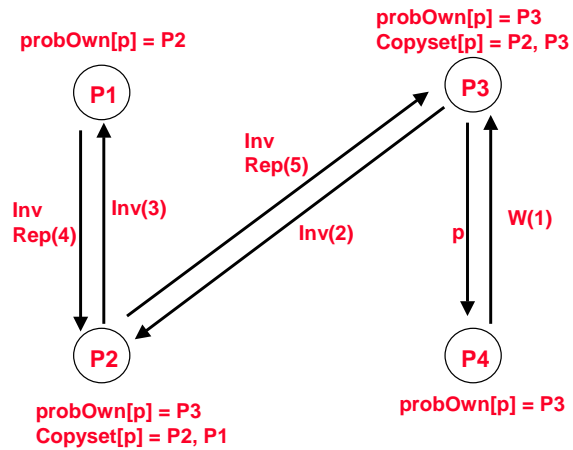 probOwn[p] = P3
Copyset[p] = P2, P3
probOwn[p] = P2
P1
P3
Inv
Rep(5)
Inv
Rep(4)
Inv(3)
Inv(2)
p
W(1)
P2
P4
probOwn[p] = P3
Copyset[p] = P2, P1
probOwn[p] = P3